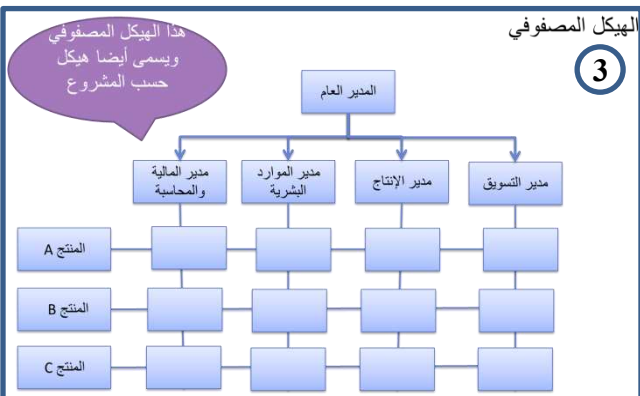 الهيكل المصفوفي
3
هذا الهيكل المصفوفي
ويسمى أيضا هيكل
حسب المشروع
المدير العام
مدير التسويق
مدير الإنتاج
مدير الموارد
البشرية
مدير المالية
والمحاسبة
المنتج A
المنتج B
المنتج C